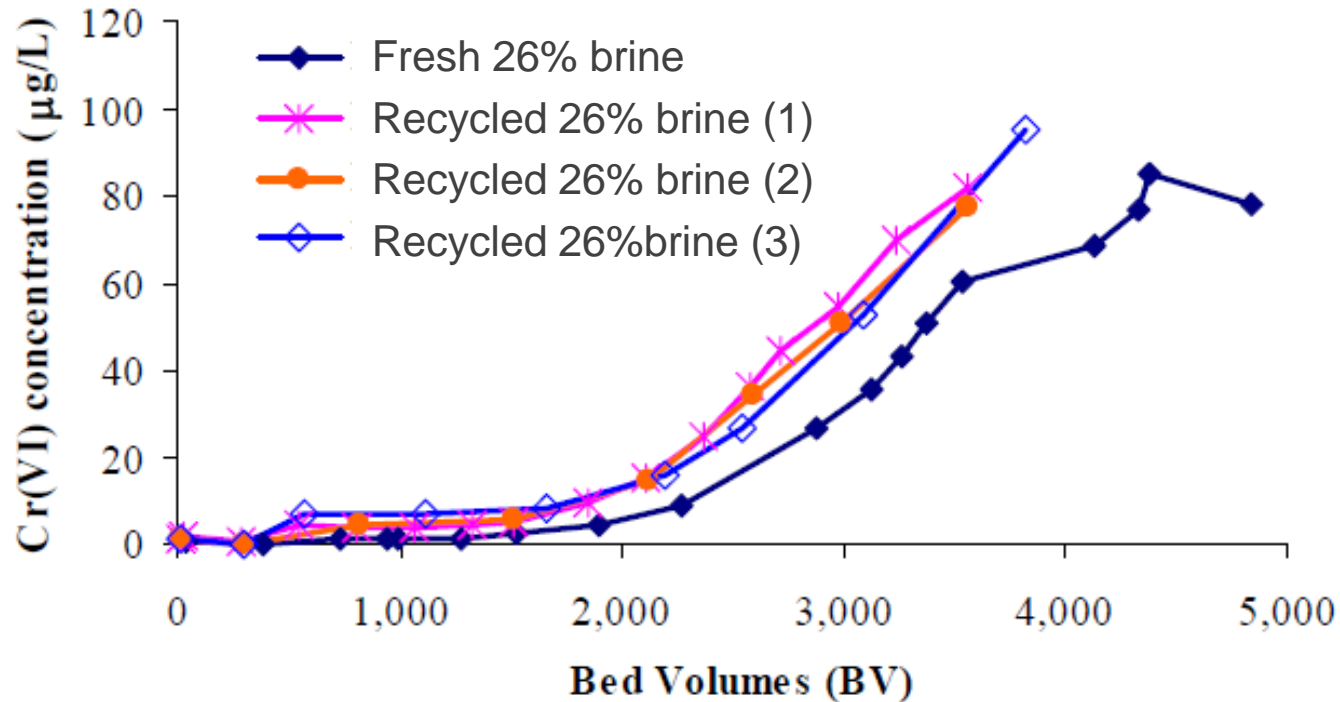 120
100
80
60
40
20
0
Cr(VI) concentration (µg/L)
Fresh 26% brine
Recycled 26% brine (1)
Recycled 26% brine (2)
Recycled 26%brine (3)
0 1,000 2,000 3,000 4,000 5,000
Bed Volumes (BV)